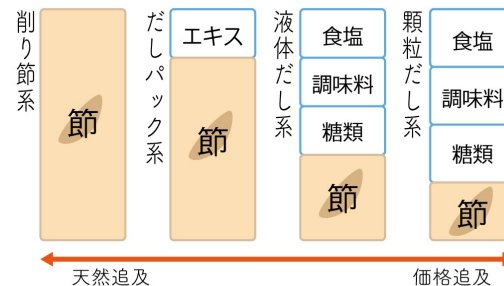 削り節系
節
だしパック系
エキス
節
液体だし系
食塩
調味料
糖類
節
顆粒だし系
食塩
調味料
糖類
節
天然追及
価格追及